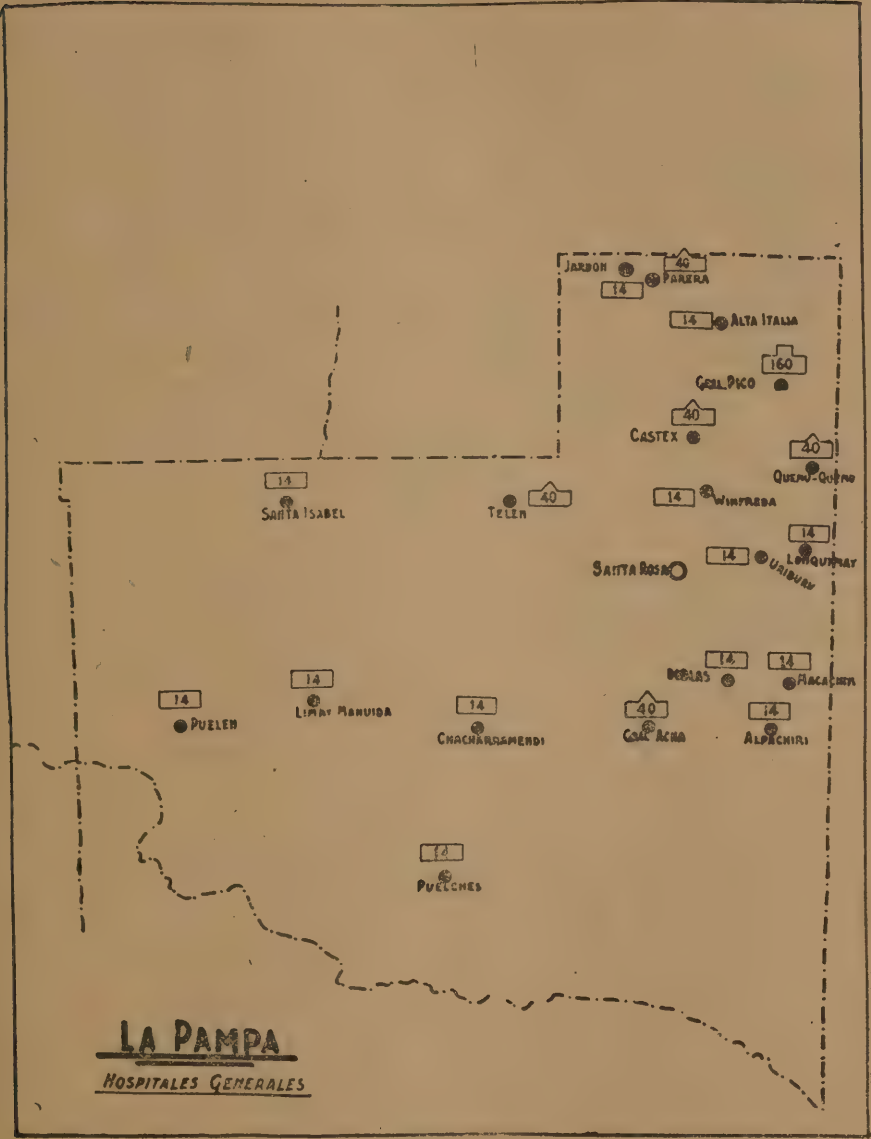 40
JARDON
PARERA
14
14 ALTA ITALIA
160
GRAL. PICO
40
CASTEX
40
QUEMU-QUEMU
14
SANTA ISABEL
TELEN 40
14 WINIFREDA
14
LONQUIMAY
14 URIBURU
SANTA ROSA
14
DOBLAS
14
MACACHIN
14
PUELEN
14
LIMAY MAHUIDA
14
CHACHARRAMENDI
40
GRAL ACHA
14
ALPACHIRI
PUELCHES
LA PAMPA
HOSPITALES GENERALES